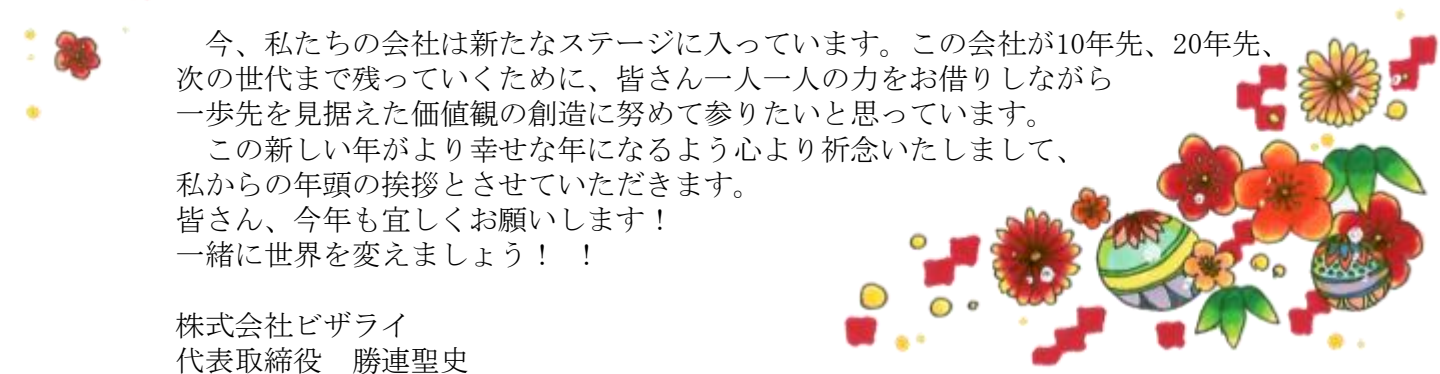 今、私たちの会社は新たなステージに入っています。この会社が10年先、20年先、
次の世代まで残っていくために、皆さん一人一人の力をお借りしながら
一歩先を見据えた価値観の創造に努めて参りたいと思っています。
　この新しい年がより幸せな年になるよう心より祈念いたしまして、
私からの年頭の挨拶とさせていただきます。
皆さん、今年も宜しくお願いします！
一緒に世界を変えましょう！　！
株式会社ビザライ
代表取締役　勝連聖史